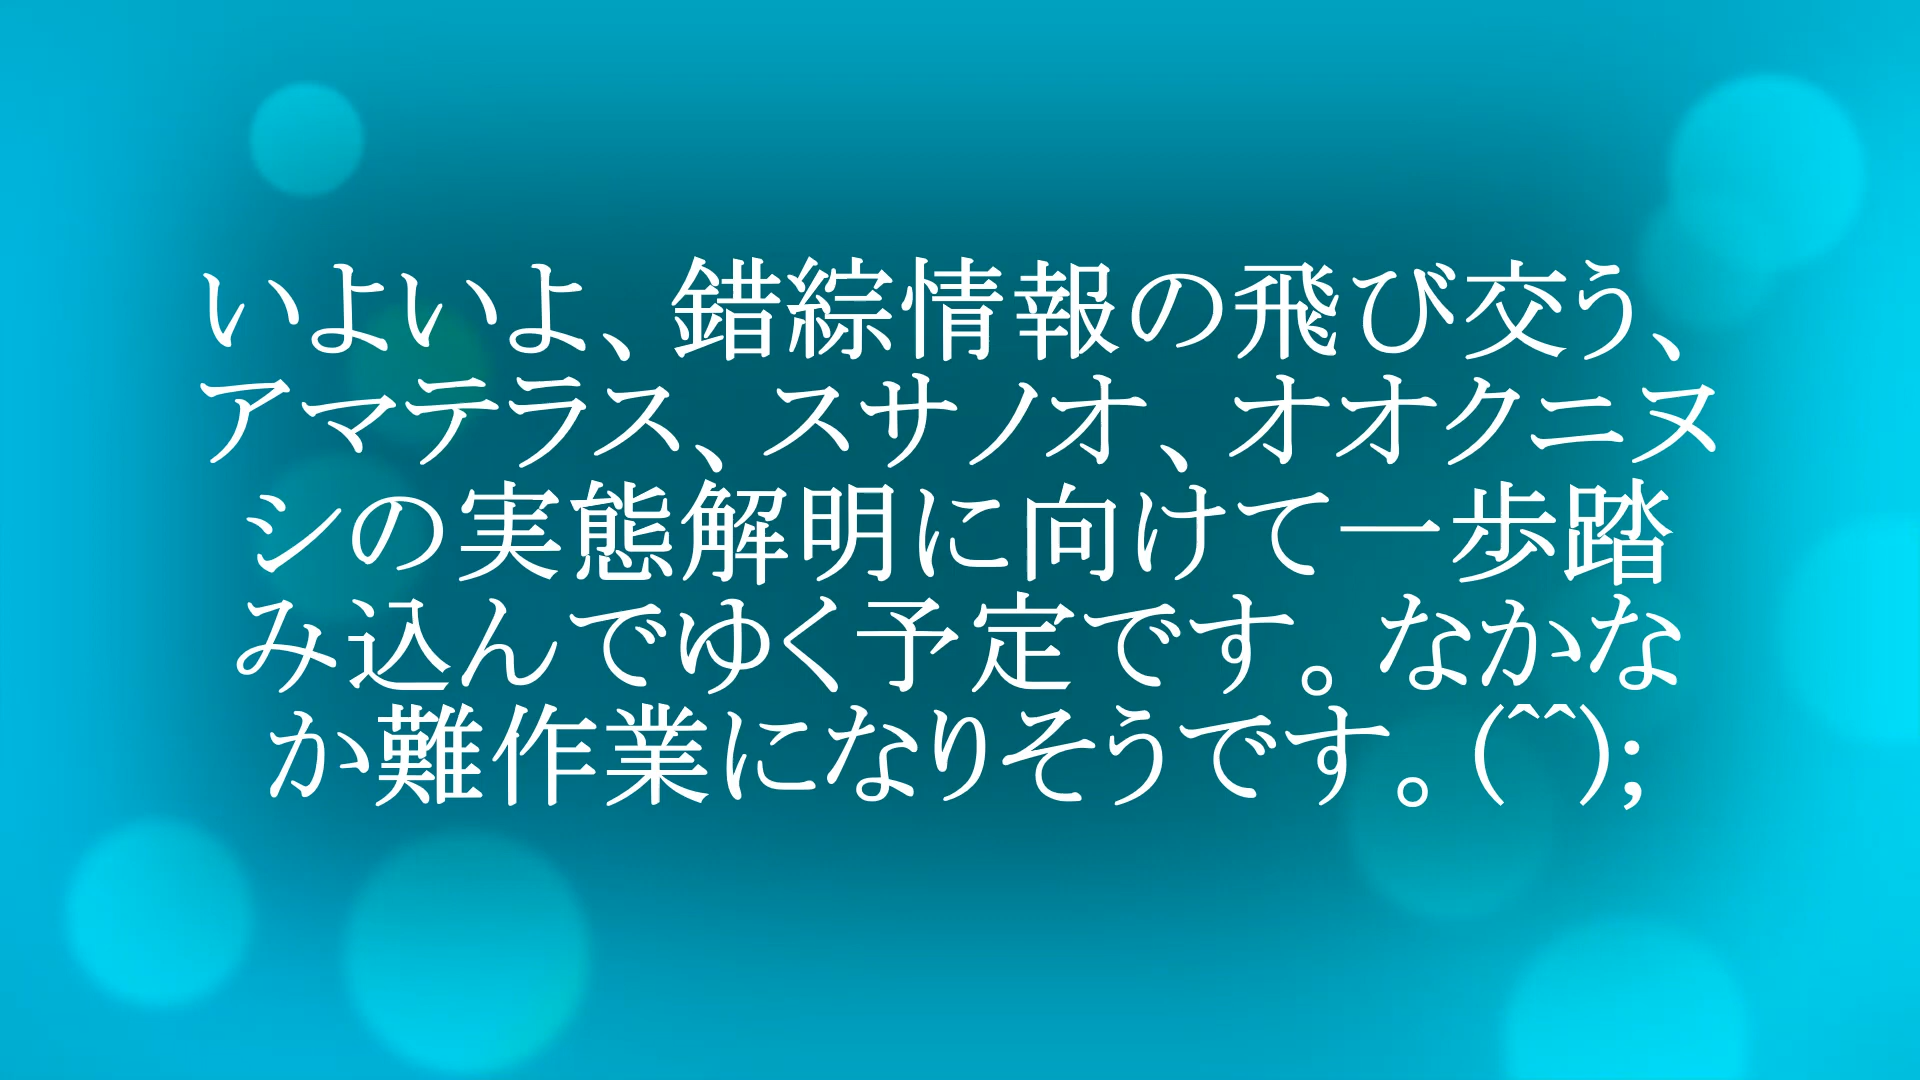 いよいよ、錯綜情報の飛び交う、
アマテラス、スサノオ、オオクニヌ
シの実態解明に向けて一歩踏
み込んでゆく予定です。なかな
か難作業になりそうです。(^^);